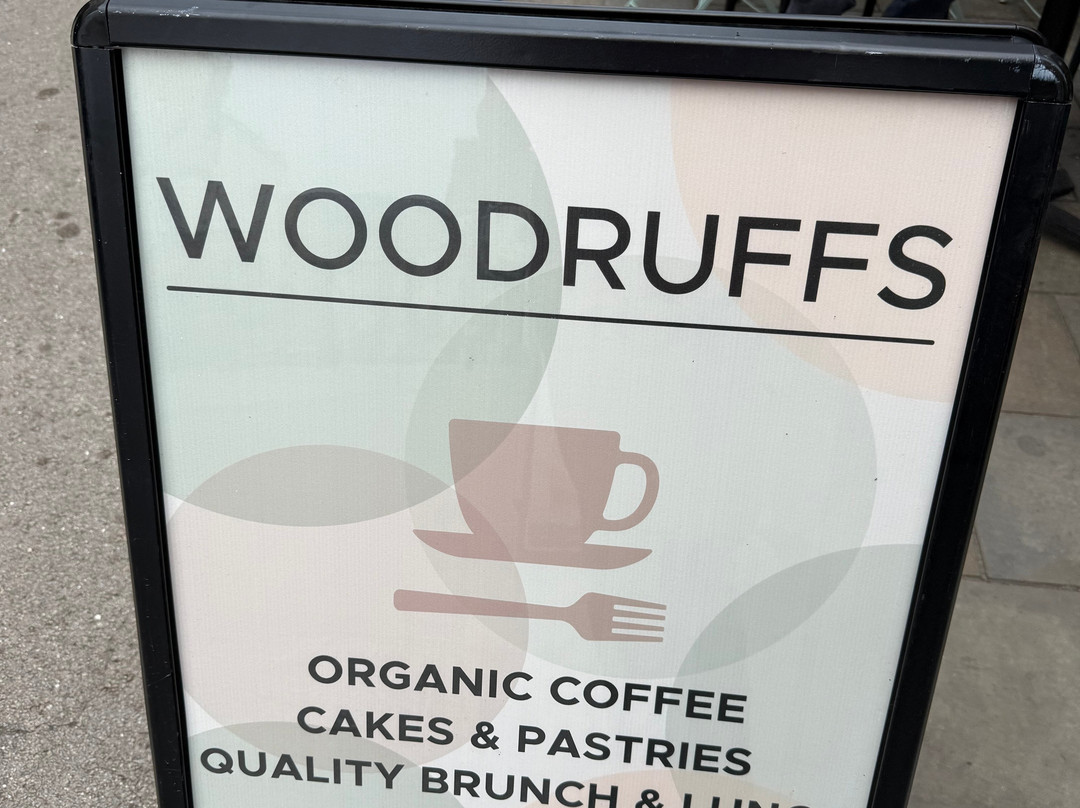 WOODRUFFS
ORGANIC COFFEE
CAKES & PASTRIES
QUALITY BRUNCH &